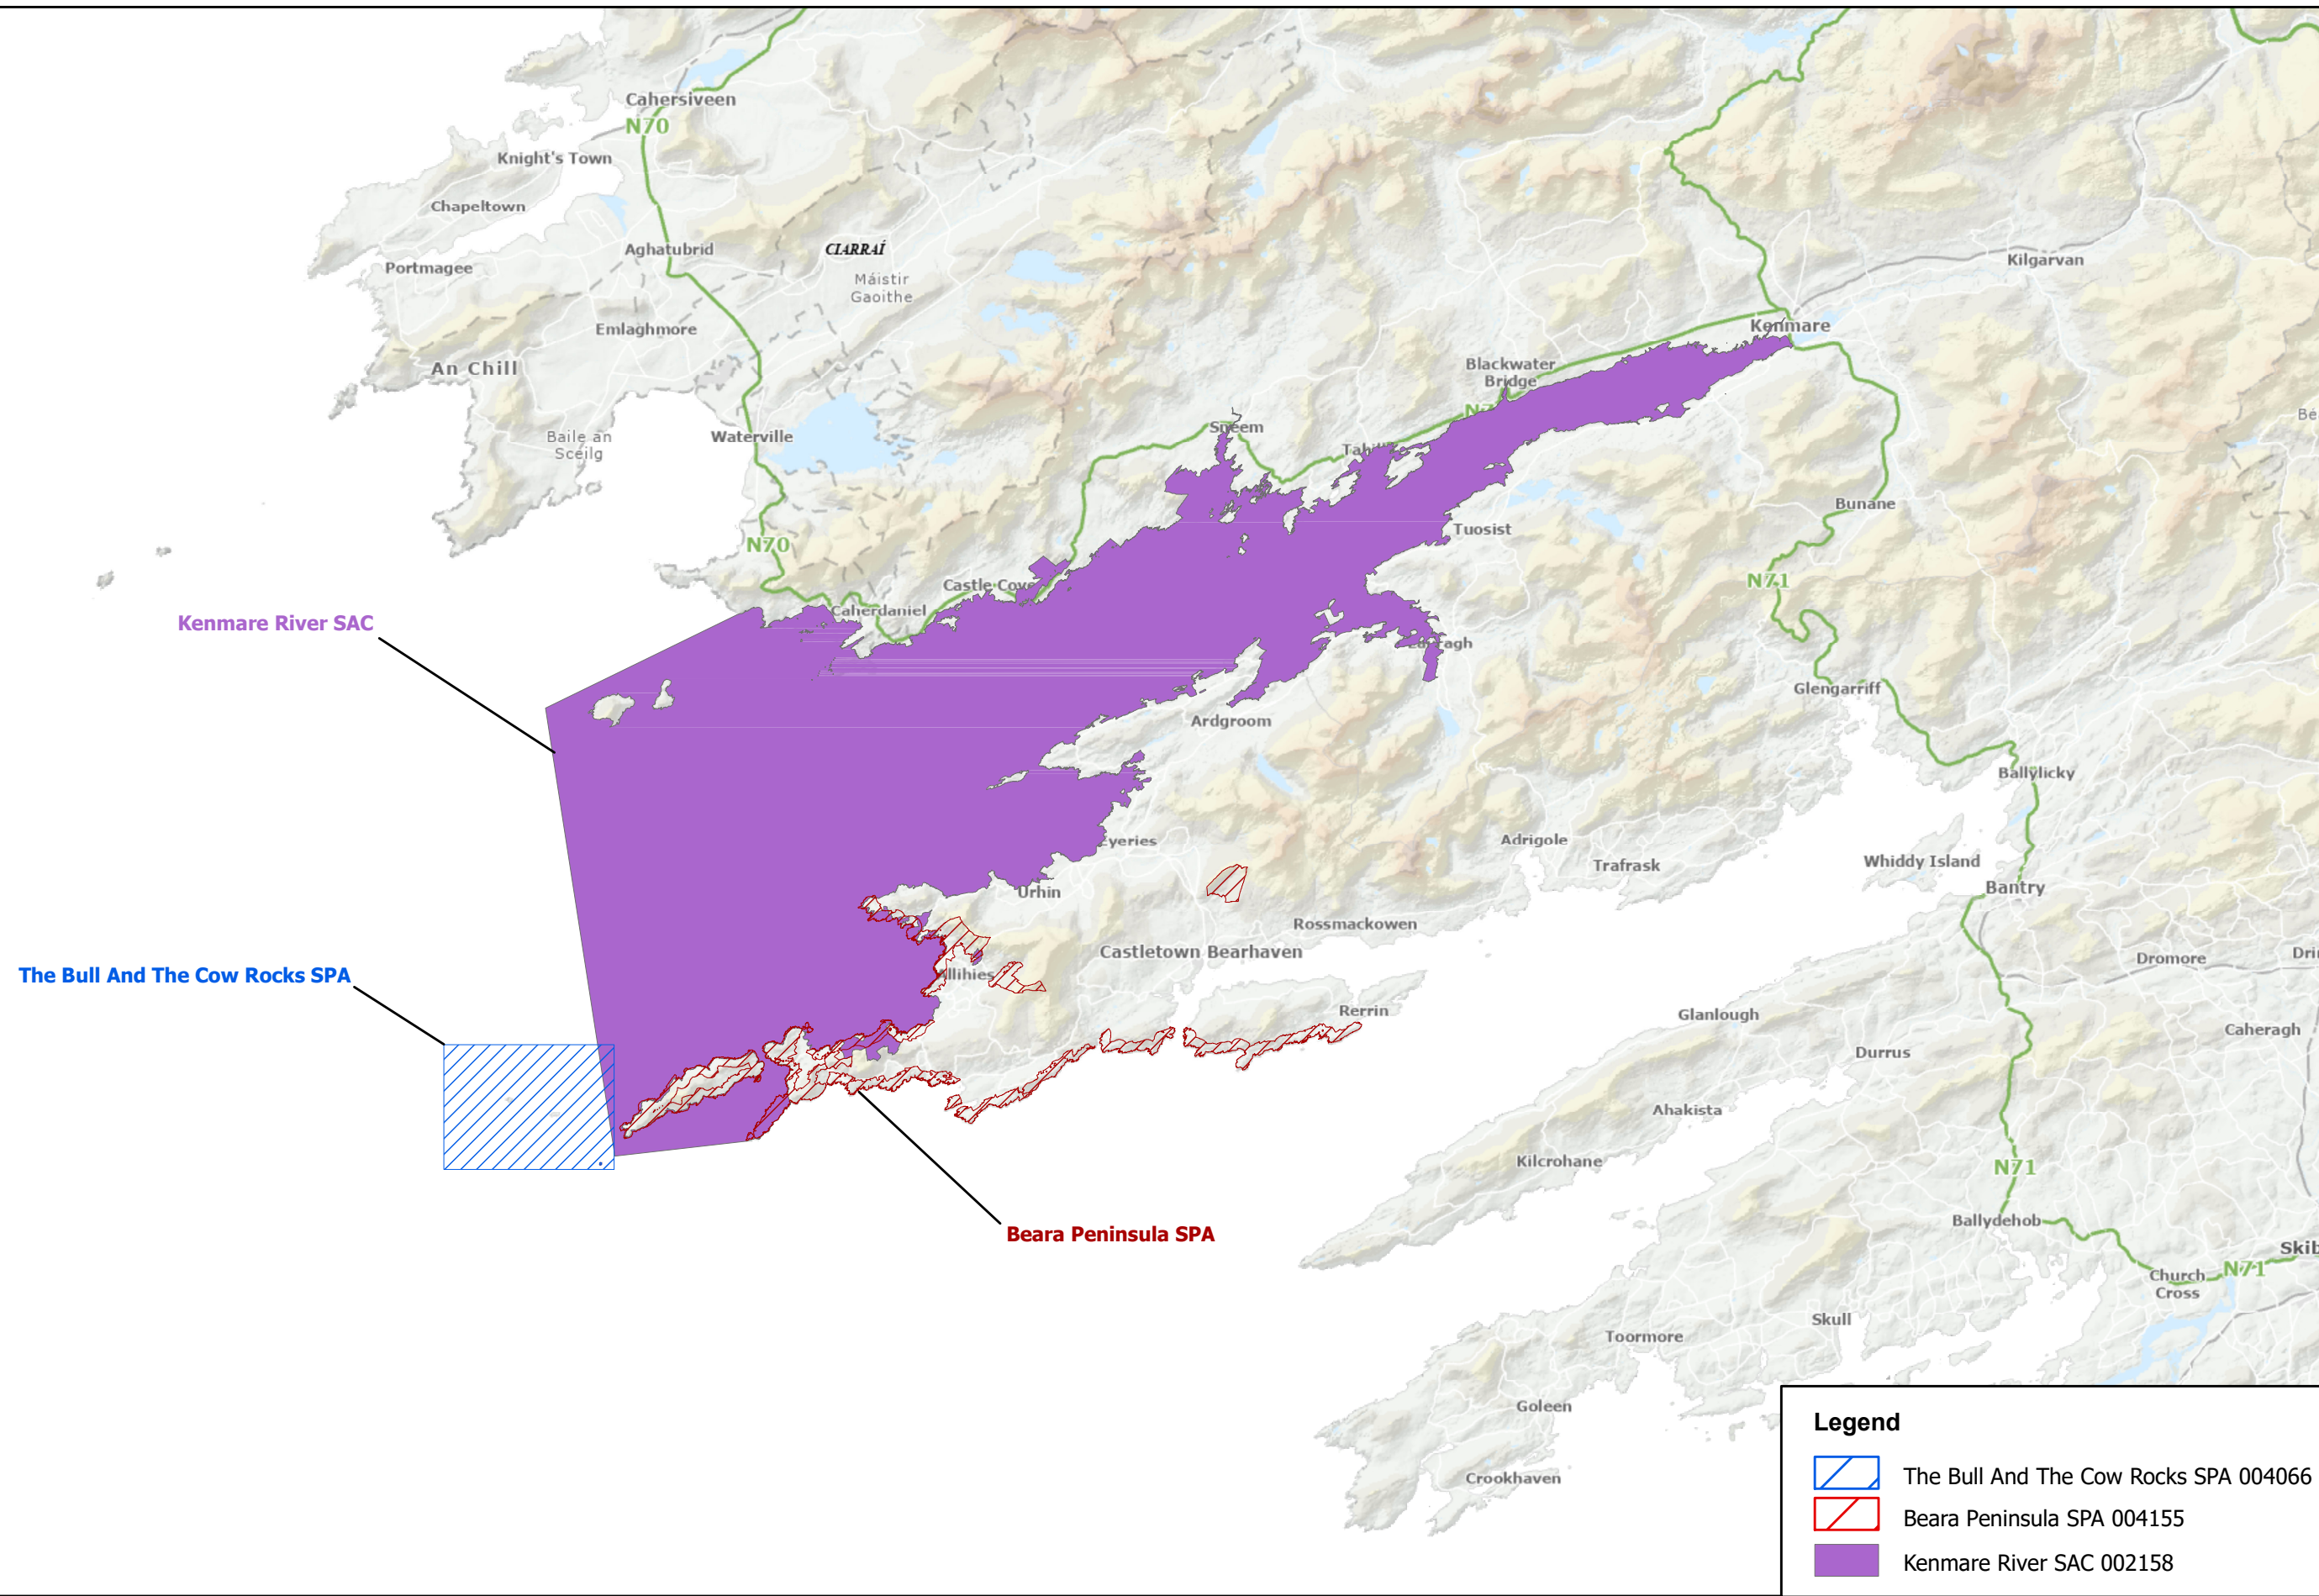 Cahersiveen
N70
Knight's Town
Chapeltown
Aghatubrid
CIARRAÍ
Portmagee
Máistir
Gaoithe
Kilgarvan
Emlaghmore
Kenmare
An Chill
Blackwater
Bridge
Baile an
Sceilg
Waterville
Sneem
Bunane
Tuosist
N70
Castle Cove
N71
Caherdaniel
Kenmare River SAC
Glengarriff
Ardgroom
Ballylicky
Eyeries
Adrigole
Trafrask
Whiddy Island
Bantry
Urhin
Rossmackowen
Castletown Bearhaven
Dromore
The Bull And The Cow Rocks SPA
Allihies
Rerrin
Glanlough
Caheragh
Durrus
Ahakista
Kilcrohane
N71
Ballydehob
Beara Peninsula SPA
Skib
N71
Church
Cross
Skull
Toormore
Goleen
Crookhaven
Legend
The Bull And The Cow Rocks SPA 004066
Beara Peninsula SPA 004155
Kenmare River SAC 002158